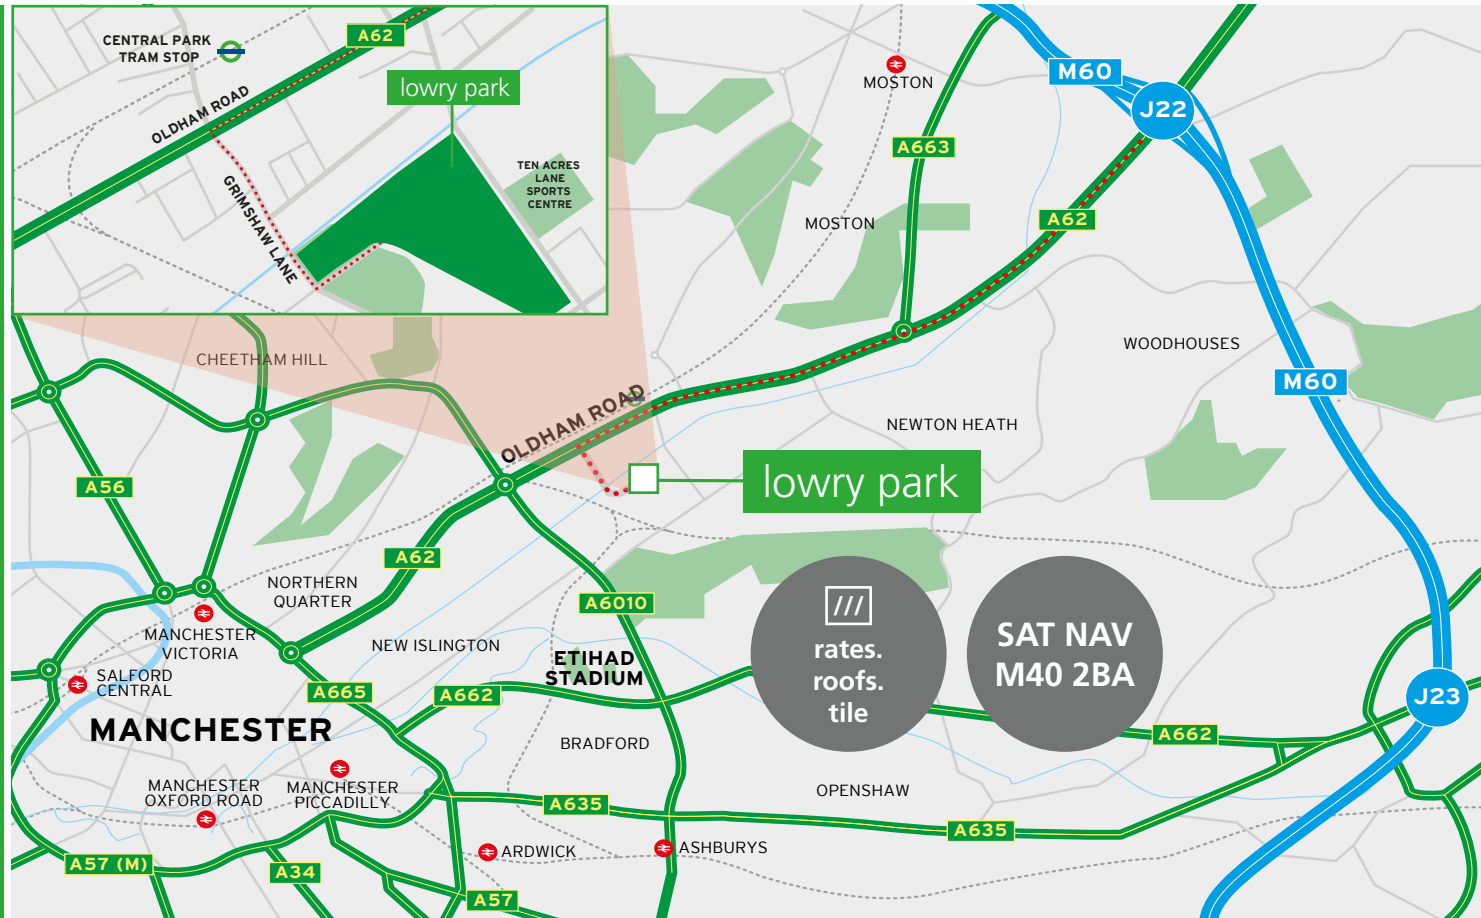 CENTRAL PARK
TRAM STOP
A62
lowry park
OLDHAM ROAD
GRIMSHAW LANE
TEN ACRES
LANE
SPORTS
CENTRE
MOSTON
M60
J22
A663
A62
MOSTON
WOODHOUSES
CHEETHAM HILL
M60
OLDHAM ROAD
NEWTON HEATH
lowry park
A56
A62
NORTHERN
QUARTER
A6010
MANCHESTER
VICTORIA
NEW ISLINGTON
ETIHAD
STADIUM
///
rates.
roofs.
tile
SAT NAV
M40 2BA
SALFORD
CENTRAL
A665
A662
J23
MANCHESTER
BRADFORD
A662
MANCHESTER
OXFORD ROAD
MANCHESTER
PICCADILLY
OPENSHAW
A635
A635
A57 (M)
A34
ARDWICK
ASHBURYS
A57